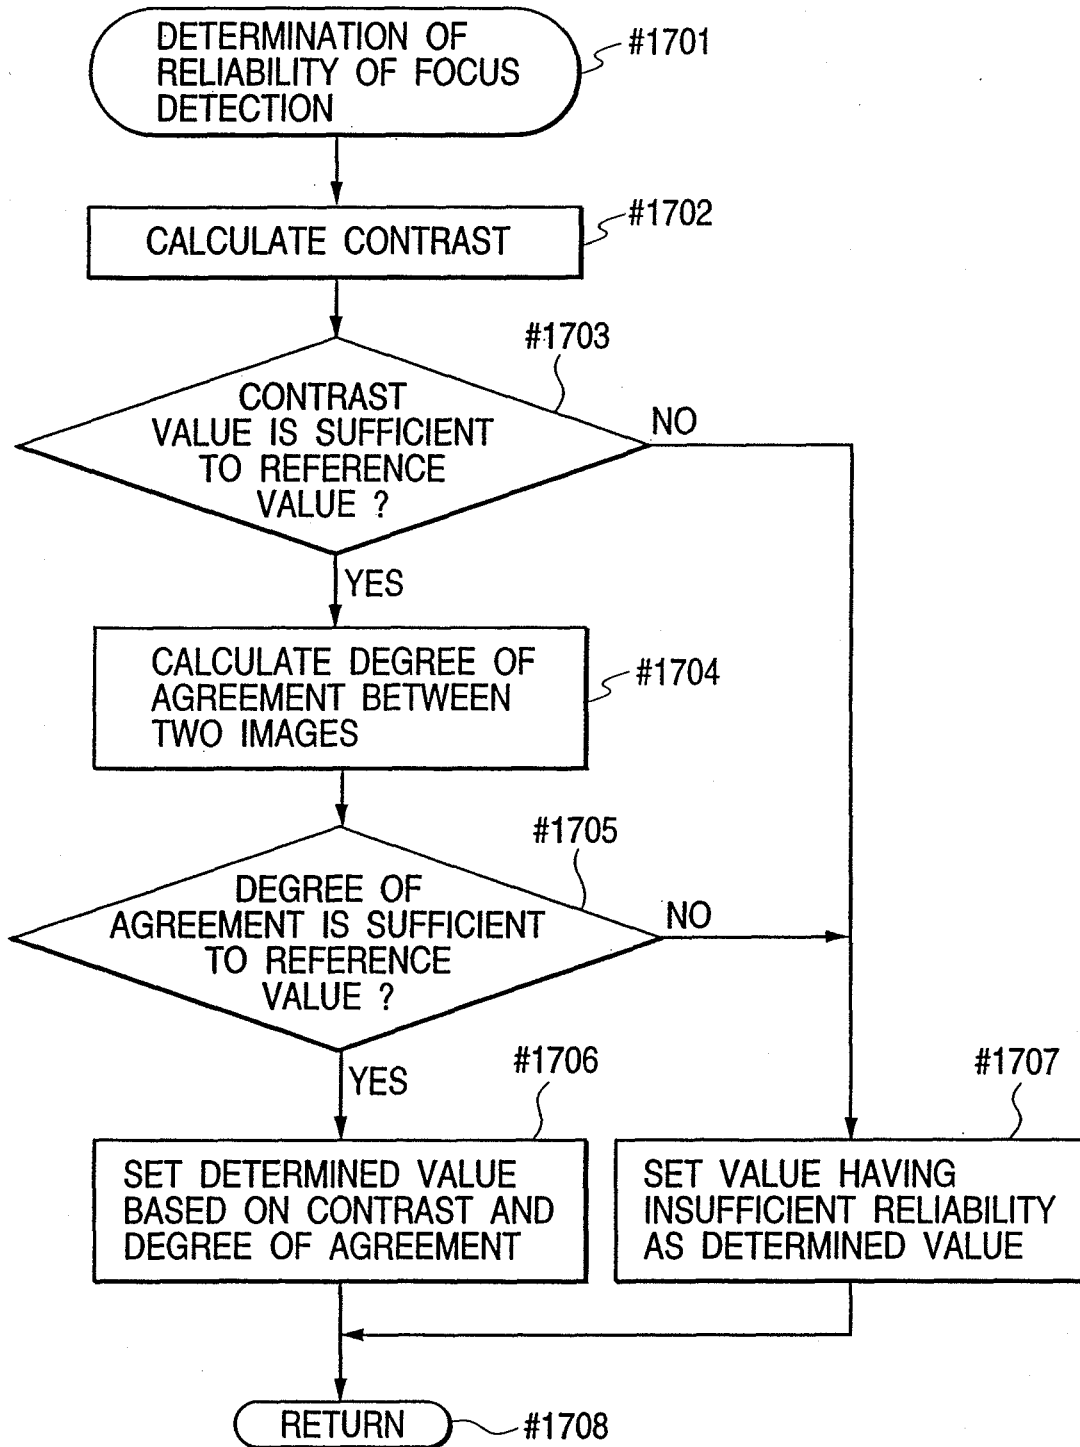 DETERMINATION OF
RELIABILITY OF FOCUS
DETECTION
#1701
CALCULATE CONTRAST
#1702
#1703
CONTRAST
VALUE IS SUFFICIENT
TO REFERENCE
VALUE ?
NO
YES
CALCULATE DEGREE OF
AGREEMENT BETWEEN
TWO IMAGES
#1704
#1705
DEGREE OF
AGREEMENT IS SUFFICIENT
TO REFERENCE
VALUE ?
NO
YES
#1706
SET DETERMINED VALUE
BASED ON CONTRAST AND
DEGREE OF AGREEMENT
#1707
SET VALUE HAVING
INSUFFICIENT RELIABILITY
AS DETERMINED VALUE
RETURN
#1708